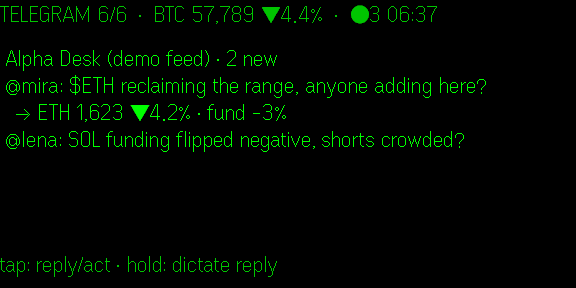 TELEGRAM 6/6 · BTC 57,789 ▼4.4% · ●3 06:37
Alpha Desk (demo feed) · 2 new
@mira: $ETH reclaiming the range, anyone adding here?
→ ETH 1,623 ▼4.2% · fund -3%
@lena: SOL funding flipped negative, shorts crowded?
tap: reply/act · hold: dictate reply